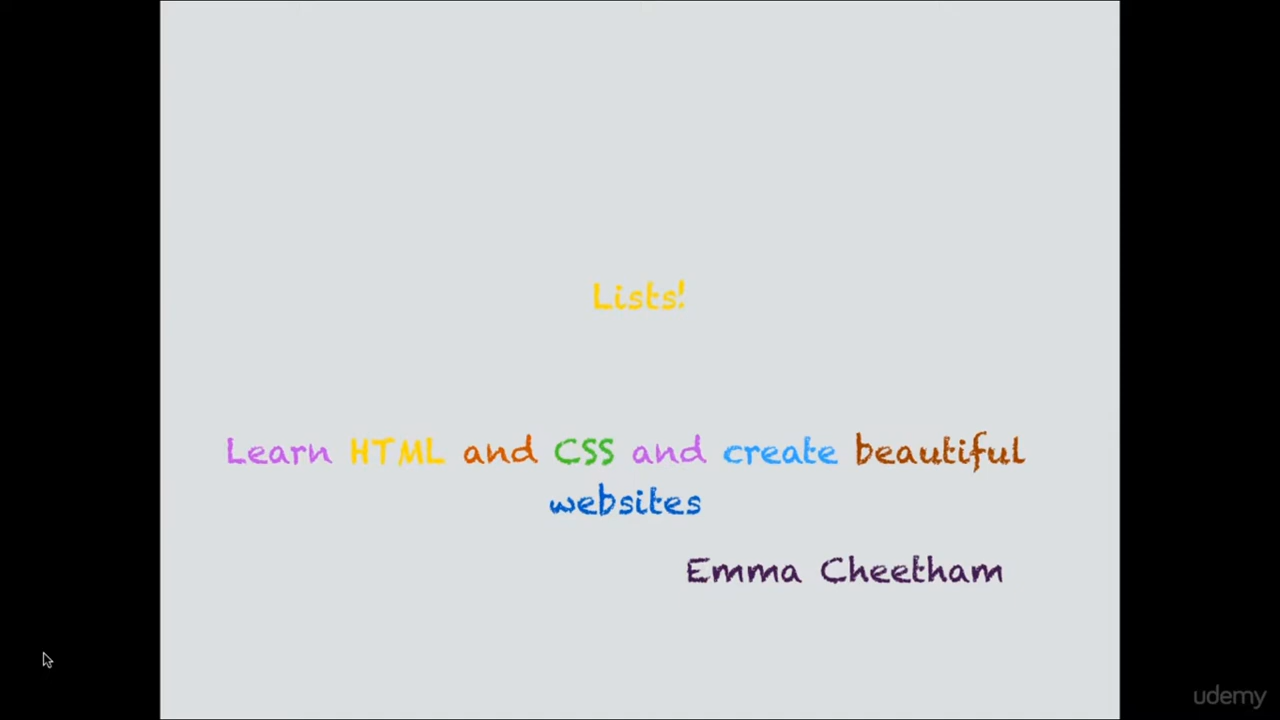 Lists!
Learn HTML and CSS and create beautiful
websites
Emma Cheetham
udemy